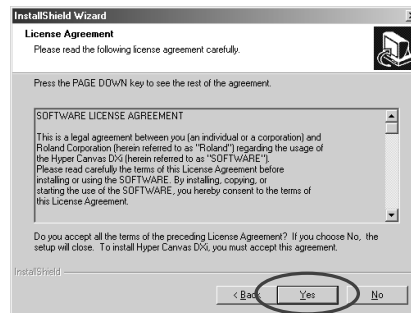 InstallShield Wizard
License Agreement
Please read the following license agreement carefully.
Press the PAGE DOWN key to see the rest of the agreement.
SOFTWARE LICENSE AGREEMENT
This is a legal agreement between you (an individual or a corporation) and
Roland Corporation (herein referred to as "Roland") regarding the usage of
the Hyper Canvas DXi (herein referred to as "SOFTWARE").
Please read carefully the terms of this License Agreement before
installing or using the SOFTWARE. By installing, copying, or
starting the use of the SOFTWARE, you hereby consent to the terms of
this License Agreement.
Do you accept all the terms of the preceding License Agreement? If you choose No, the
setup will close. To install Hyper Canvas DXi, you must accept this agreement.
InstallShield
< Back Yes No